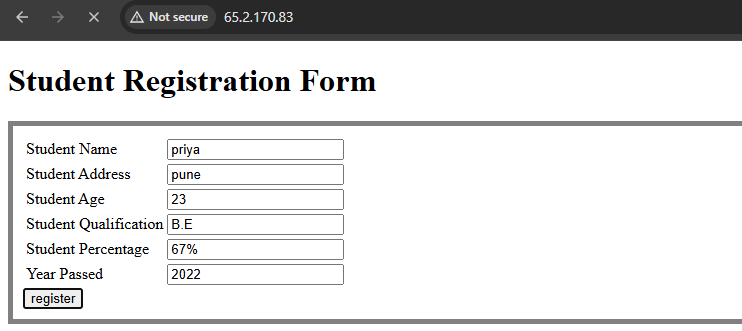 Not secure 65.2.170.83
Student Registration Form
Student Name priya
Student Address pune
Student Age 23
Student Qualification B.E
Student Percentage 67%
Year Passed 2022
register